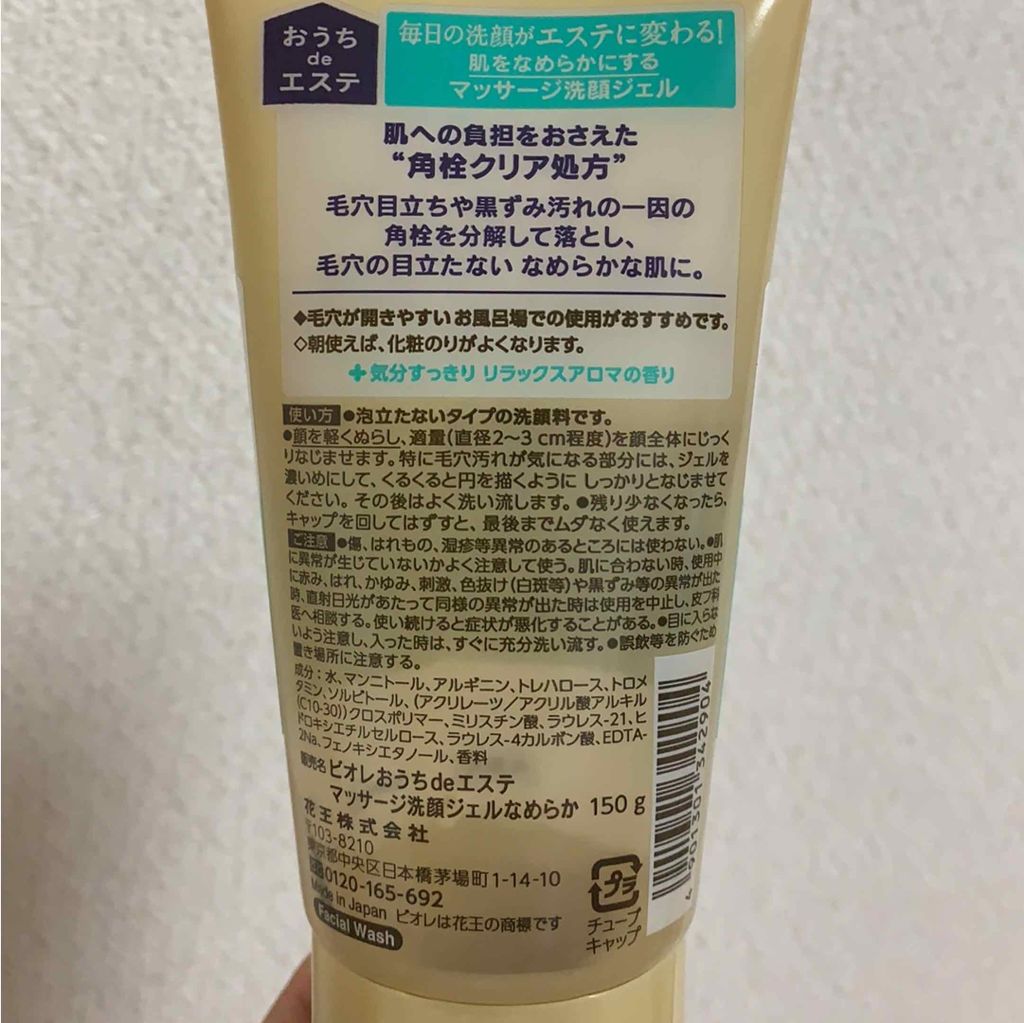 おうち
de
エステ
毎日の洗顔がエステに変わる!
肌をなめらかにする
マッサージ洗顔ジェル
肌への負担をおさえた
“角栓クリア処方”
毛穴目立ちや黒ずみ汚れの一因の
角栓を分解して落とし、
毛穴の目立たない なめらかな肌に。
◆毛穴が開きやすい お風呂場での使用がおすすめです。
◇朝使えば、化粧のりがよくなります。
+気分すっきり リラックスアロマの香り
使い方 ●泡立たないタイプの洗顔料です。
●顔を軽くぬらし、適量(直径2〜3 cm程度)を顔全体にじっく
りなじませます。特に毛穴汚れが気になる部分には、ジェルを
濃いめにして、くるくると円を描くように しっかりとなじませて
ください。その後はよく洗い流します。●残り少なくなったら、
キャップを回してはずすと、最後までムダなく使えます。
ご注意 ●傷、はれもの、湿疹等異常のあるところには使わない。●肌
に異常が生じていないかよく注意して使う。肌に合わない時、使用中
に赤み、はれ、かゆみ、刺激、色抜け(白斑等)や黒ずみ等の異常が出た
時、直射日光があたって同様の異常が出た時は使用を中止し、皮フ科
医へ相談する。使い続けると症状が悪化することがある。●目に入らな
いよう注意し、入った時は、すぐに充分洗い流す。●誤飲等を防ぐため
置き場所に注意する。
成分:水、マンニトール、アルギニン、トレハロース、トロメ
タミン、ソルビトール、(アクリレーツ/アクリル酸アルキル
(C10-30))クロスポリマー、ミリスチン酸、ラウレス-21、ヒ
ドロキシエチルセルロース、ラウレス-4カルボン酸、EDTA-
2Na、フェノキシエタノール、香料
販売名 ビオレおうちdeエステ
マッサージ洗顔ジェルなめらか 150 g
花王株式会社
〒103-8210
東京都中央区日本橋茅場町1-14-10
0120-165-692
Made in Japan ビオレは花王の商標です
Facial Wash
プラ
チューブ
キャップ
4 901301 342904